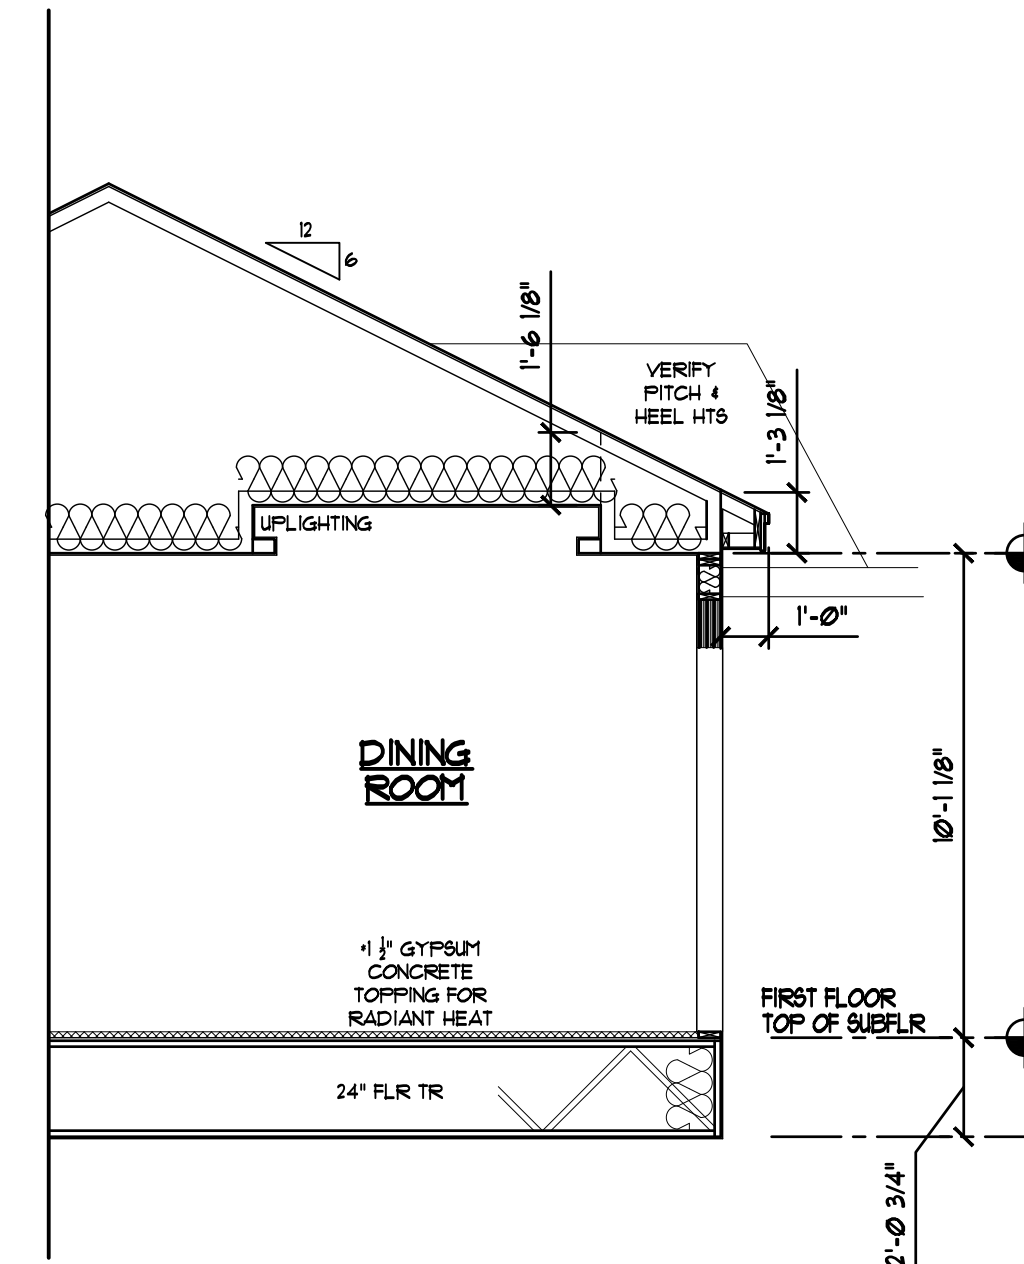 12
6
1'-6 1/8"
VERIFY
PITCH &
HEEL HTS
1'-3 1/8"
UPLIGHTING
1'-0"
DINING
ROOM
10'-1 1/8"
*1 1/2" GYPSUM
CONCRETE
TOPPING FOR
RADIANT HEAT
FIRST FLOOR
TOP OF SUBFLR
24" FLR TR
2'-0 3/4"